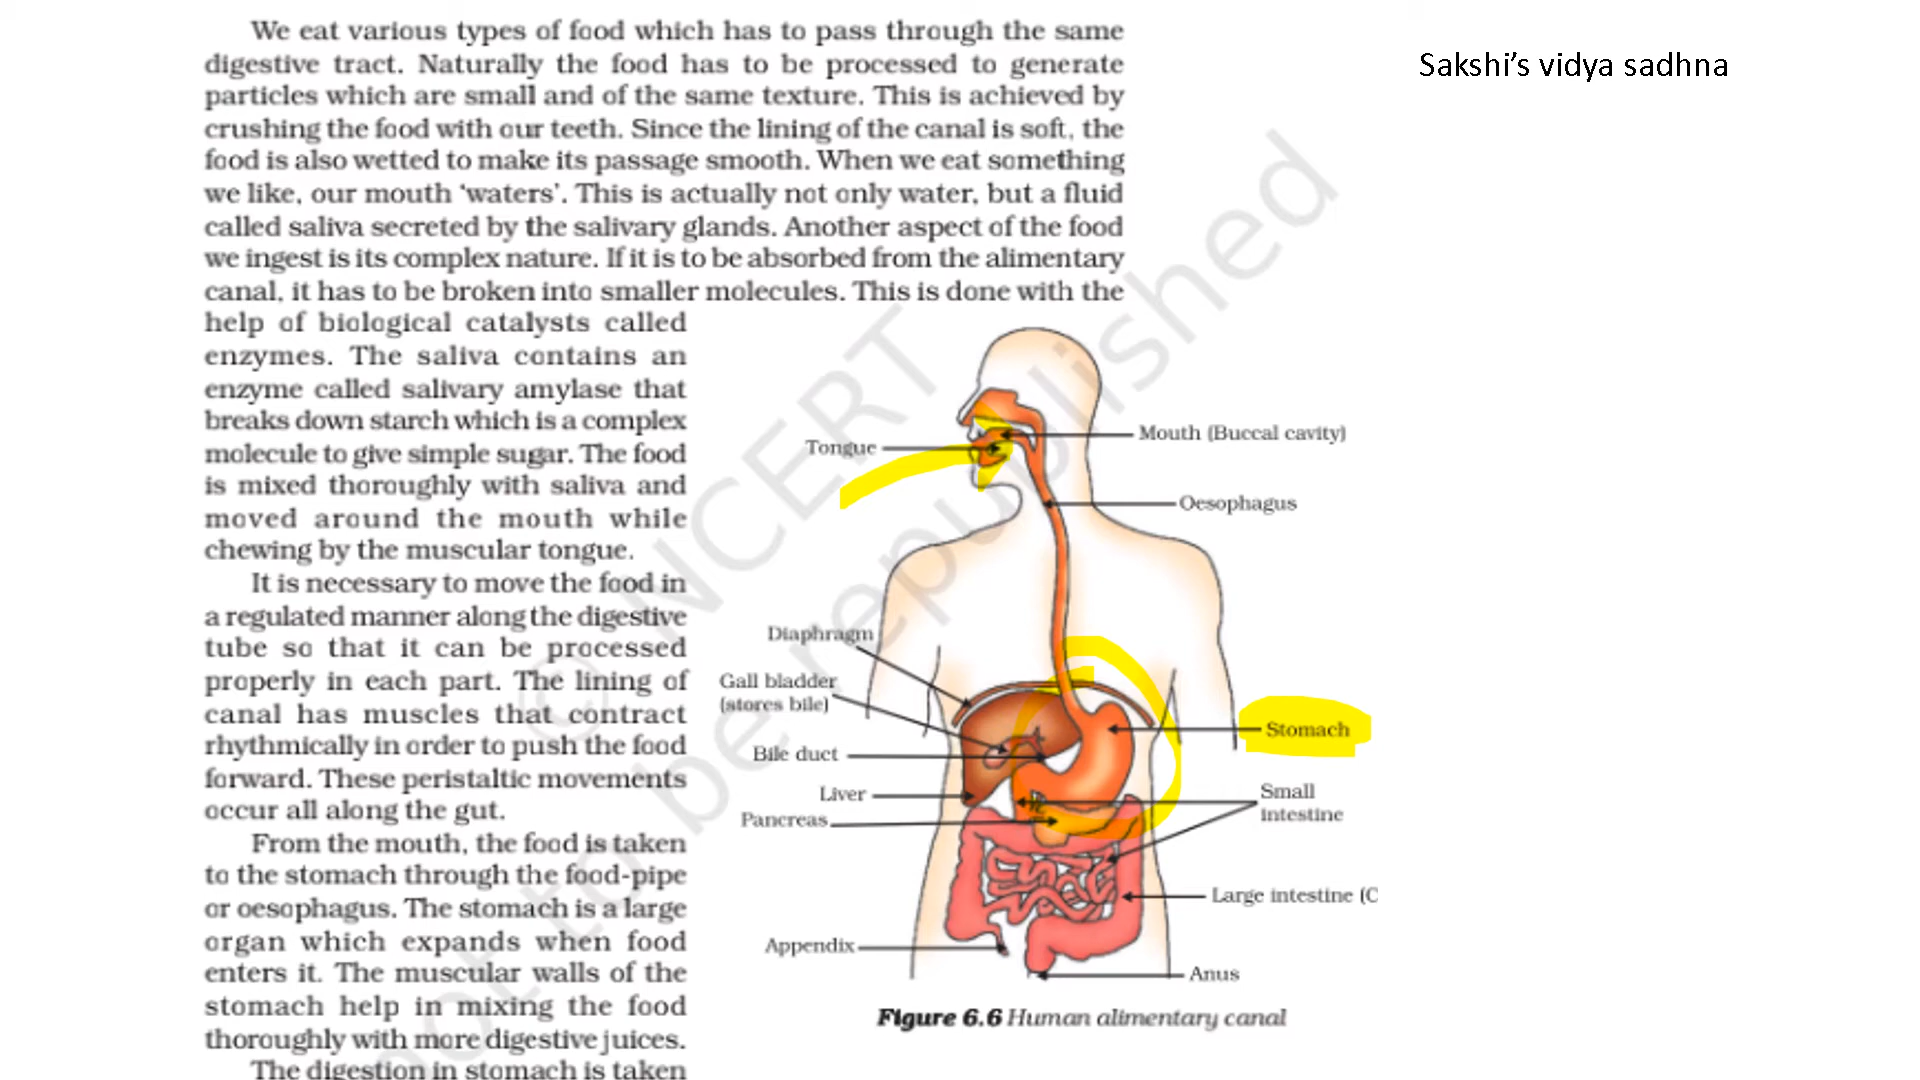 We eat various types of food which has to pass through the same
digestive tract. Naturally the food has to be processed to generate
particles which are small and of the same texture. This is achieved by
crushing the food with our teeth. Since the lining of the canal is soft, the
food is also wetted to make its passage smooth. When we eat something
we like, our mouth ‘waters’. This is actually not only water, but a fluid
called saliva secreted by the salivary glands. Another aspect of the food
we ingest is its complex nature. If it is to be absorbed from the alimentary
canal, it has to be broken into smaller molecules. This is done with the
help of biological catalysts called
enzymes. The saliva contains an
enzyme called salivary amylase that
breaks down starch which is a complex
molecule to give simple sugar. The food
is mixed thoroughly with saliva and
moved around the mouth while
chewing by the muscular tongue.
It is necessary to move the food in
a regulated manner along the digestive
tube so that it can be processed
properly in each part. The lining of
canal has muscles that contract
rhythmically in order to push the food
forward. These peristaltic movements
occur all along the gut.
From the mouth, the food is taken
to the stomach through the food-pipe
or oesophagus. The stomach is a large
organ which expands when food
enters it. The muscular walls of the
stomach help in mixing the food
thoroughly with more digestive juices.
The digestion in stomach is taken
Sakshi’s vidya sadhna
Tongue
Mouth (Buccal cavity)
Oesophagus
Diaphragm
Gall bladder
(stores bile)
Bile duct
Liver
Pancreas
Stomach
Small
intestine
Large intestine (C
Appendix
Anus
Figure 6.6 Human alimentary canal
© NCERT
not to be republished